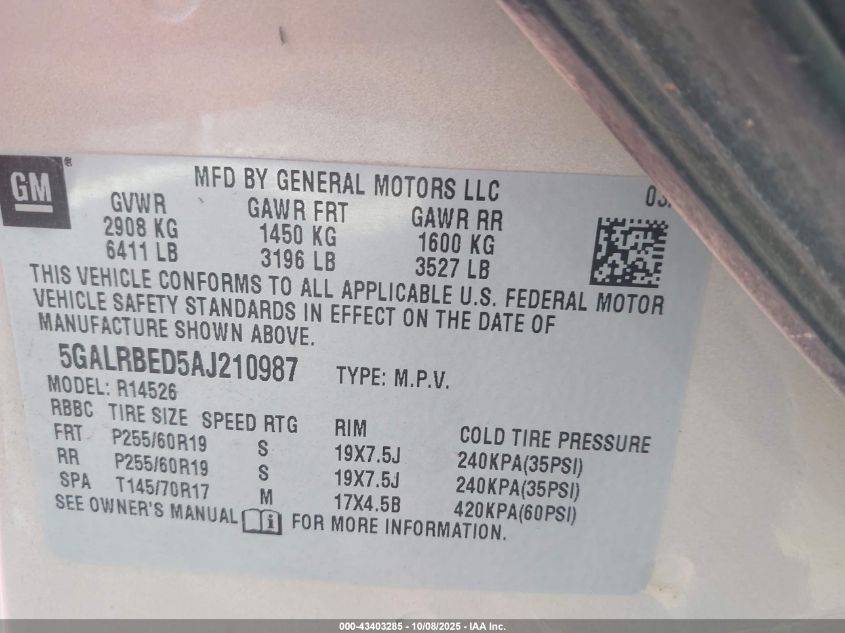 GM
MFD BY GENERAL MOTORS LLC
GVWR GAWR FRT GAWR RR
2908 KG 1450 KG 1600 KG
6411 LB 3196 LB 3527 LB
THIS VEHICLE CONFORMS TO ALL APPLICABLE U.S. FEDERAL MOTOR
VEHICLE SAFETY STANDARDS IN EFFECT ON THE DATE OF
MANUFACTURE SHOWN ABOVE.
5GALRBED5AJ210987 TYPE: M.P.V.
MODEL: R14526
RBBC TIRE SIZE SPEED RTG RIM COLD TIRE PRESSURE
FRT P255/60R19 S 19X7.5J 240KPA(35PSI)
RR P255/60R19 S 19X7.5J 240KPA(35PSI)
SPA T145/70R17 M 17X4.5B 420KPA(60PSI)
SEE OWNER'S MANUAL FOR MORE INFORMATION.
000-43403285 - 10/08/2025 - IAA Inc.